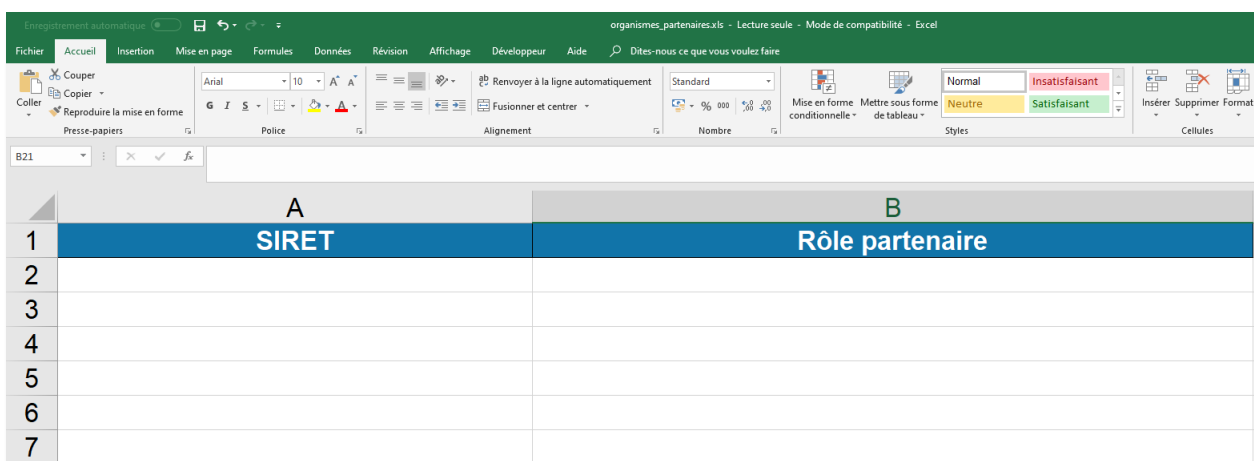 Enregistrement automatique
organismes_partenaires.xls - Lecture seule - Mode de compatibilité - Excel
Fichier Accueil Insertion Mise en page Formules Données Révision Affichage Développeur Aide Dites-nous ce que vous voulez faire
Coller
Couper
Copier
Reproduire la mise en forme
Presse-papiers
Arial 10 A A
G I S A
Police
ab Renvoyer à la ligne automatiquement
Fusionner et centrer
Alignement
Standard
% 000 ,00 ,00
Nombre
Mise en forme conditionnelle
Mettre sous forme de tableau
Normal Insatisfaisant
Neutre Satisfaisant
Styles
Insérer Supprimer Format
Cellules
B21 fx
A B
1 SIRET Rôle partenaire
2
3
4
5
6
7